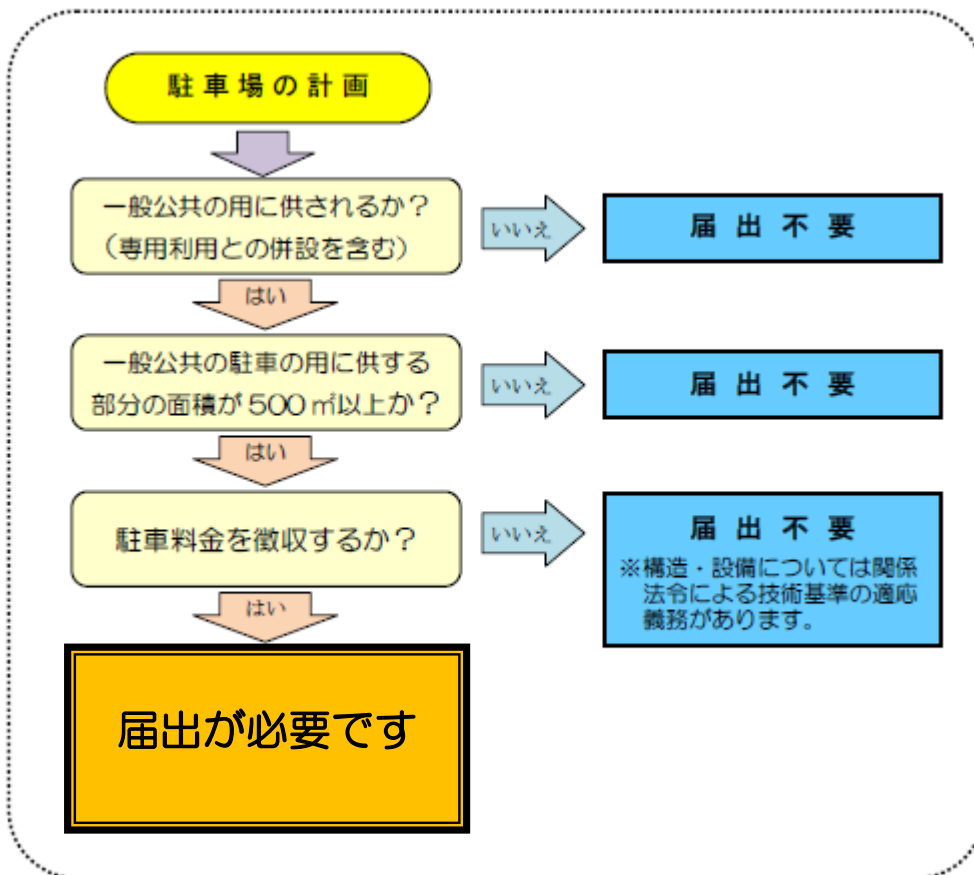 駐車場の計画
一般公共の用に供されるか？
（専用利用との併設を含む）
いいえ
届出不要
はい
一般公共の駐車の用に供する
部分の面積が500㎡以上か？
いいえ
届出不要
はい
駐車料金を徴収するか？
いいえ
届出不要
※構造・設備については関係
法令による技術基準の適応
義務があります。
はい
届出が必要です